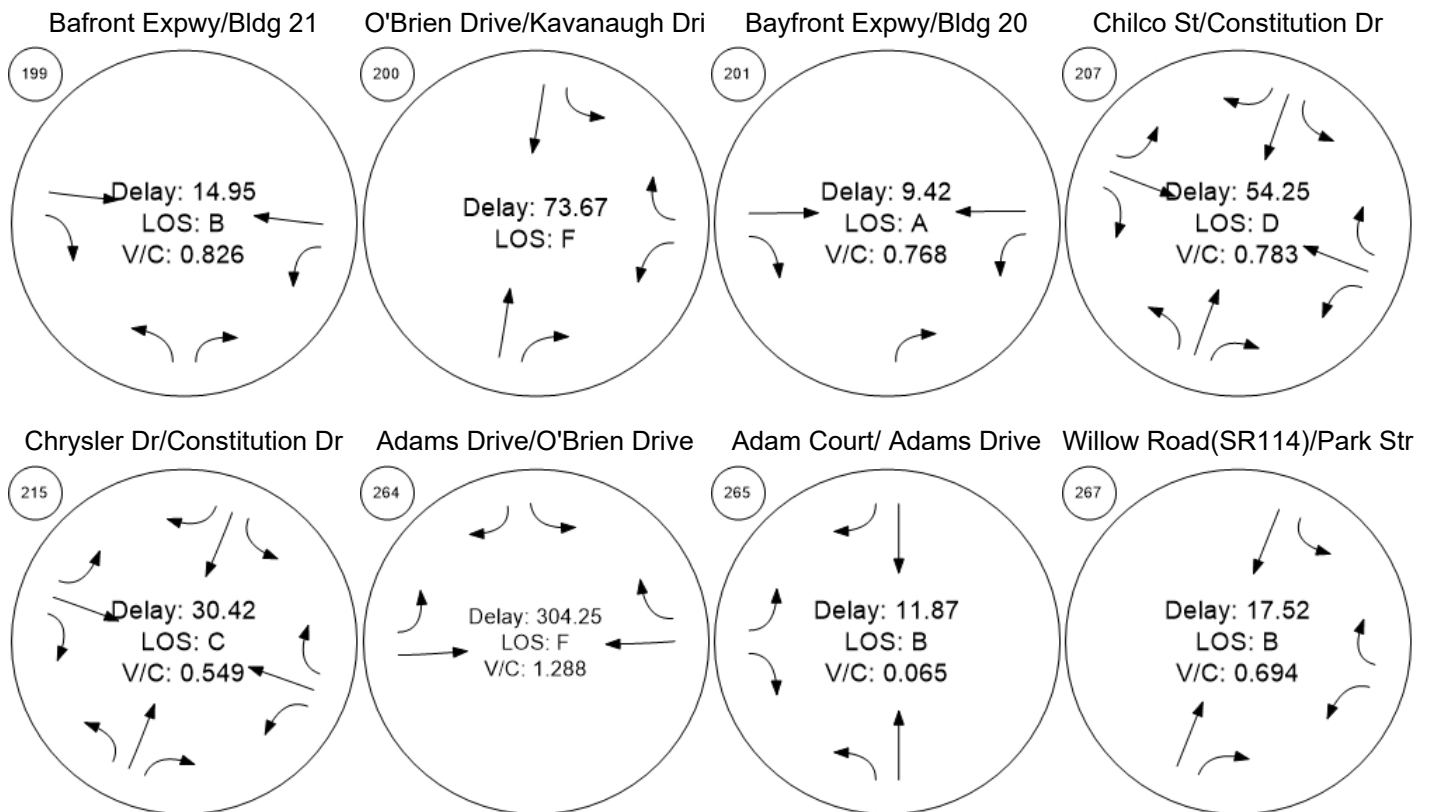 Bafront Expwy/Bldg 21
199
Delay: 14.95
LOS: B
V/C: 0.826
O'Brien Drive/Kavanaugh Dri
200
Delay: 73.67
LOS: F
Bayfront Expwy/Bldg 20
201
Delay: 9.42
LOS: A
V/C: 0.768
Chilco St/Constitution Dr
207
Delay: 54.25
LOS: D
V/C: 0.783
Chrysler Dr/Constitution Dr
215
Delay: 30.42
LOS: C
V/C: 0.549
Adams Drive/O'Brien Drive
264
Delay: 304.25
LOS: F
V/C: 1.288
Adam Court/ Adams Drive
265
Delay: 11.87
LOS: B
V/C: 0.065
Willow Road(SR114)/Park Str
267
Delay: 17.52
LOS: B
V/C: 0.694